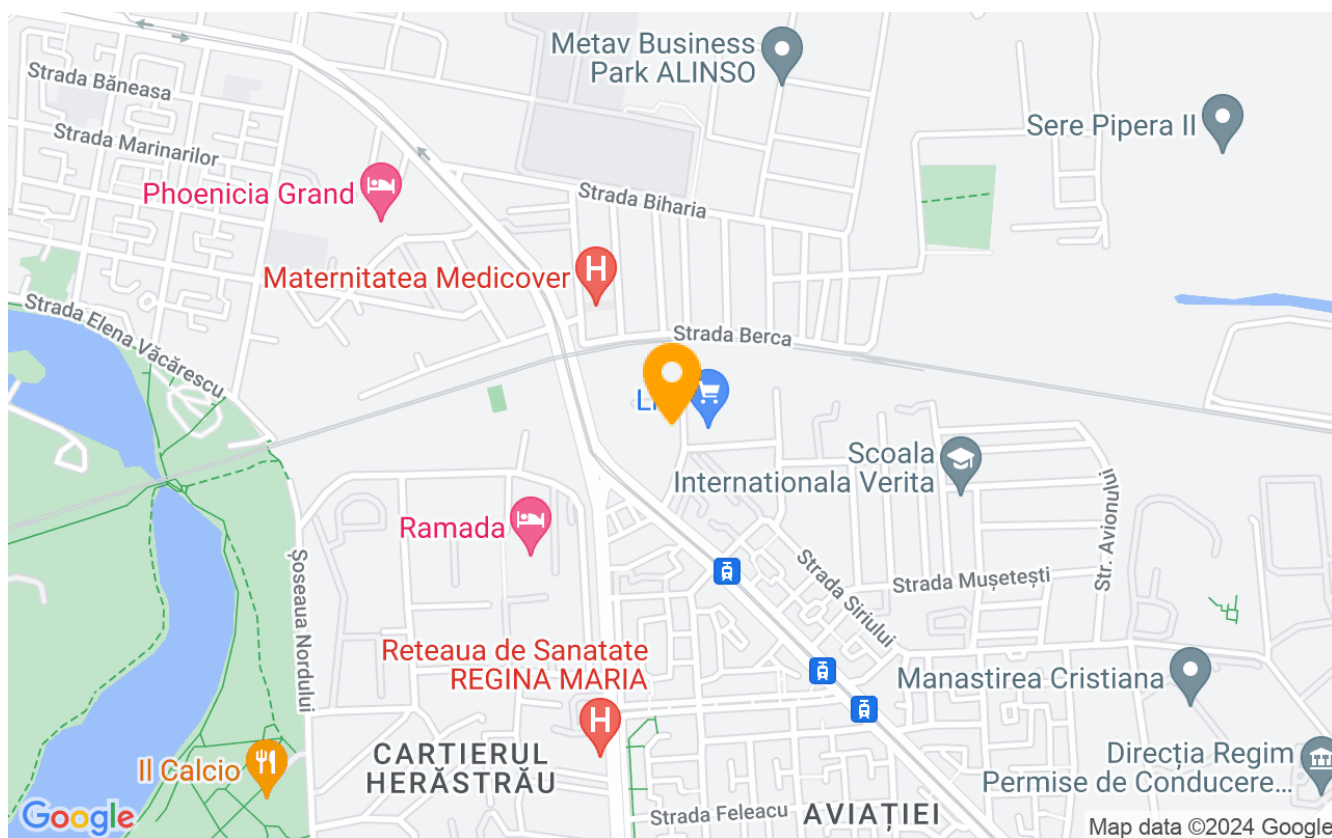 Metav Business
Park ALINSO
Strada Băneasa
Sere Pipera II
Strada Marinarilor
Phoenicia Grand
Strada Biharia
Maternitatea Medicover
H
Strada Elena Văcărescu
Strada Berca
Scoala
Internationala Verita
Str. Avionului
Ramada
Șoseaua Nordului
Strada Siriului
Strada Mușetești
Reteaua de Sanatate
REGINA MARIA
H
Manastirea Cristiana
CARTIERUL
HERĂSTRĂU
Il Calcio
Direcția Regim
Permise de Conducere...
Strada Feleacu
AVIAȚIEI
Google
Map data ©2024 Google